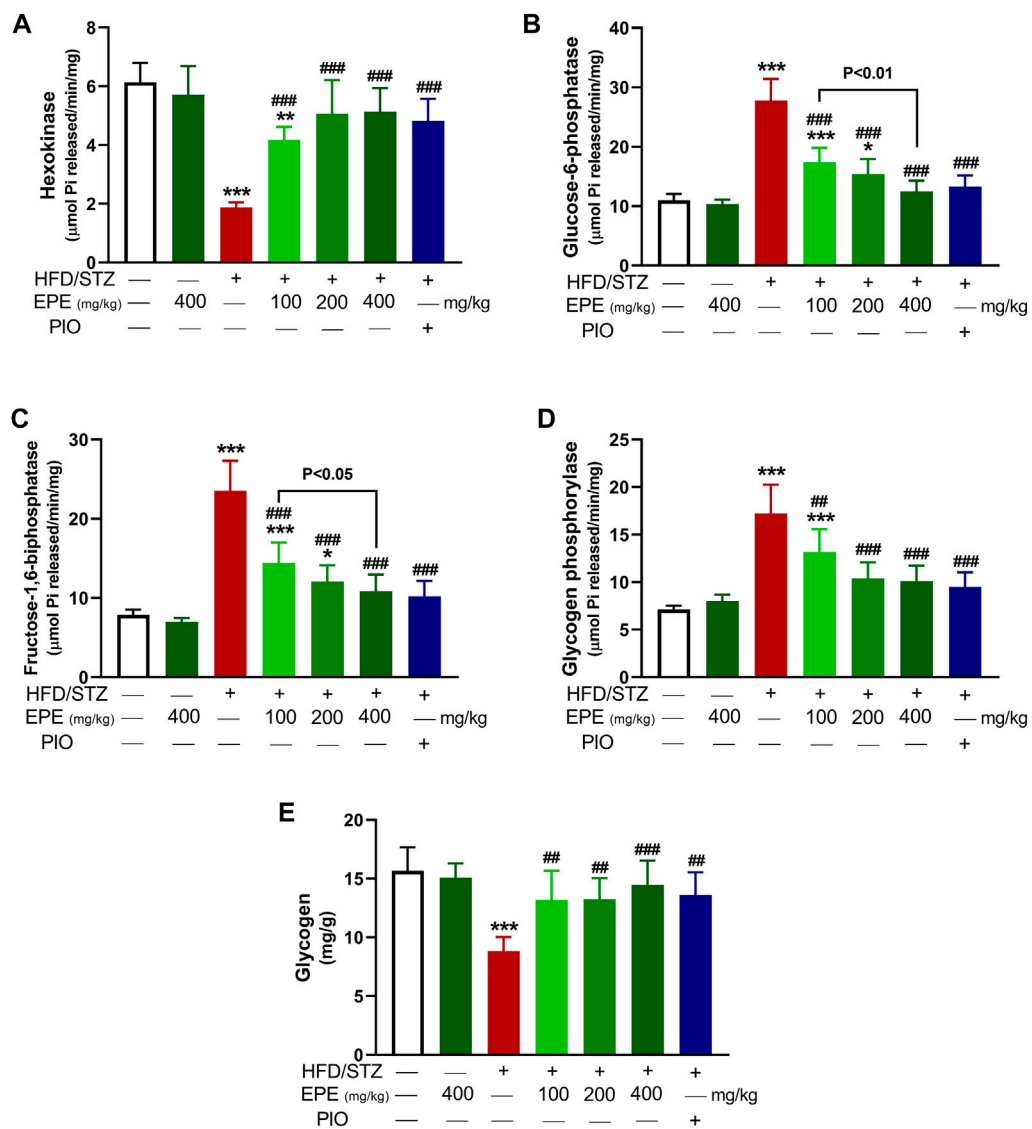 A
Hexokinase
(μmol Pi released/min/mg)
8
6
4
2
0
***
###
**
###
###
###
HFD/STZ — — + + + + +
EPE (mg/kg) — 400 — 100 200 400 — mg/kg
PIO — — — — — — +
B
Glucose-6-phosphatase
(μmol Pi released/min/mg)
40
30
20
10
0
P<0.01
***
###
***
###
*
###
###
HFD/STZ — — + + + + +
EPE (mg/kg) — 400 — 100 200 400 — mg/kg
PIO — — — — — — +
C
Fructose-1,6-biphosphatase
(μmol Pi released/min/mg)
30
20
10
0
P<0.05
***
###
***
###
*
###
###
HFD/STZ — — + + + + +
EPE (mg/kg) — 400 — 100 200 400 — mg/kg
PIO — — — — — — +
D
Glycogen phosphorylase
(μmol Pi released/min/mg)
25
20
15
10
5
0
***
##
***
###
###
###
HFD/STZ — — + + + + +
EPE (mg/kg) — 400 — 100 200 400 — mg/kg
PIO — — — — — — +
E
Glycogen
(mg/g)
20
15
10
5
0
***
##
##
###
##
HFD/STZ — — + + + + +
EPE (mg/kg) — 400 — 100 200 400 — mg/kg
PIO — — — — — — +